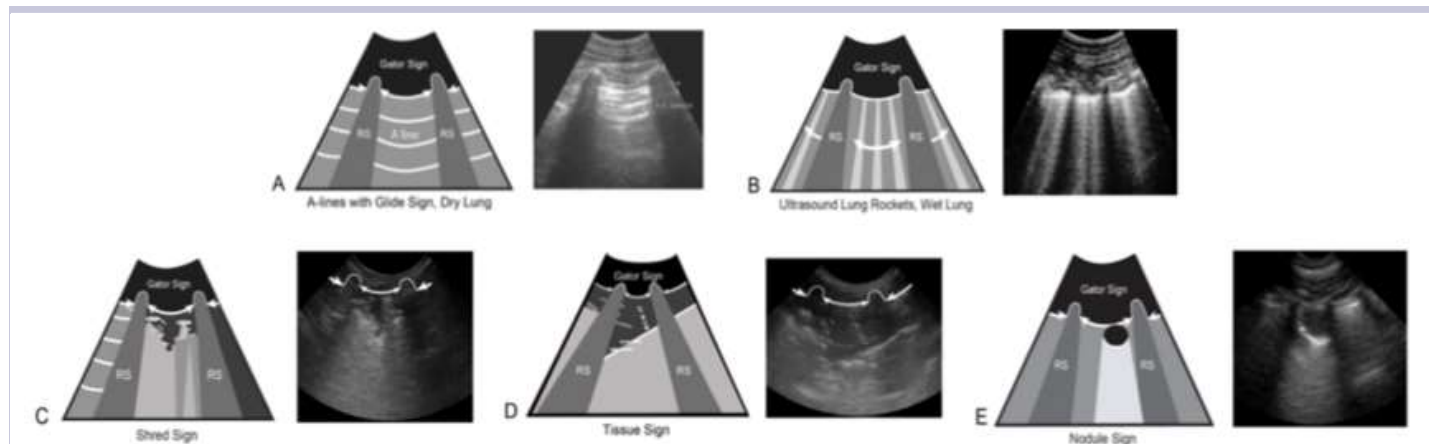 Gator Sign
RS
A line
RS
A
A-lines with Glide Sign, Dry Lung
Gator Sign
RS
RS
B
Ultrasound Lung Rockets, Wet Lung
Gator Sign
RS
RS
C
Shred Sign
Gator Sign
RS
RS
D
Tissue Sign
Gator Sign
RS
RS
E
Nodule Sign